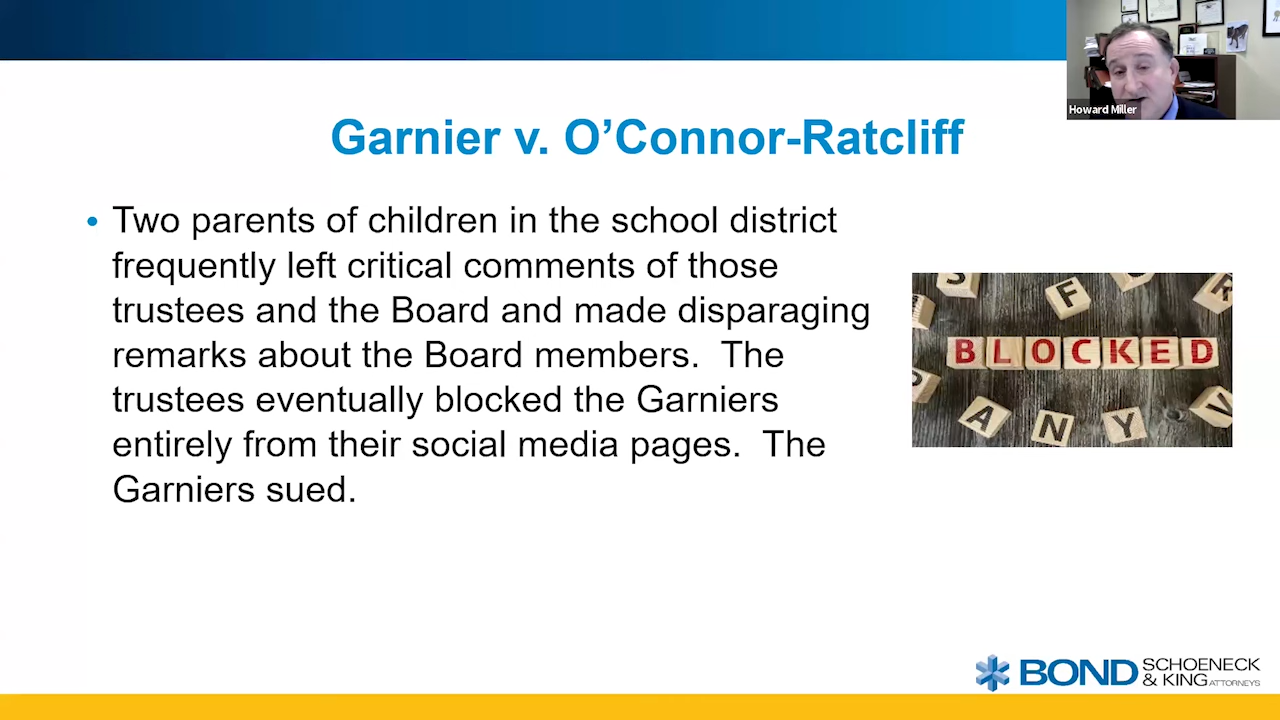 Howard Miller
Garnier v. O’Connor-Ratcliff
• Two parents of children in the school district
frequently left critical comments of those
trustees and the Board and made disparaging
remarks about the Board members.  The
trustees eventually blocked the Garniers
entirely from their social media pages.  The
Garniers sued.
S F R
BLOCKED
A N Y V
BOND SCHOENECK
& KING ATTORNEYS